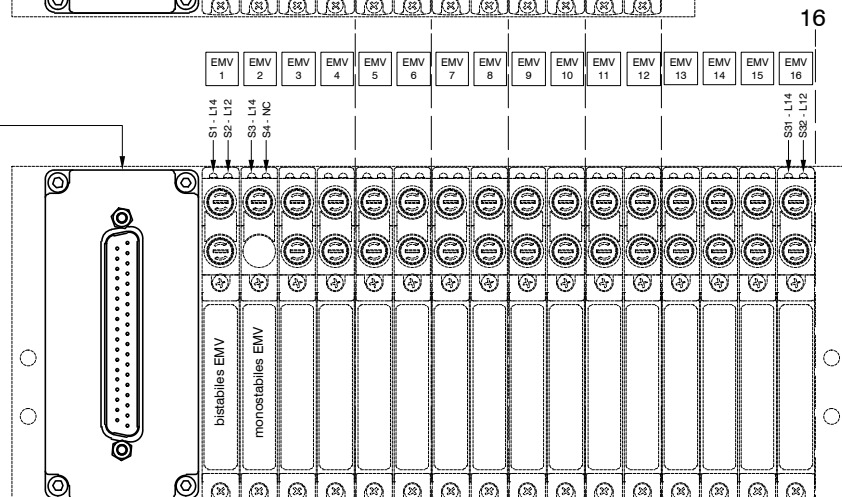 16
EMV
1
EMV
2
EMV
3
EMV
4
EMV
5
EMV
6
EMV
7
EMV
8
EMV
9
EMV
10
EMV
11
EMV
12
EMV
13
EMV
14
EMV
15
EMV
16
S1 - L14
S2 - L12
S3 - L14
S4 - NC
S31 - L14
S32 - L12
bistabiles EMV
monostabiles EMV